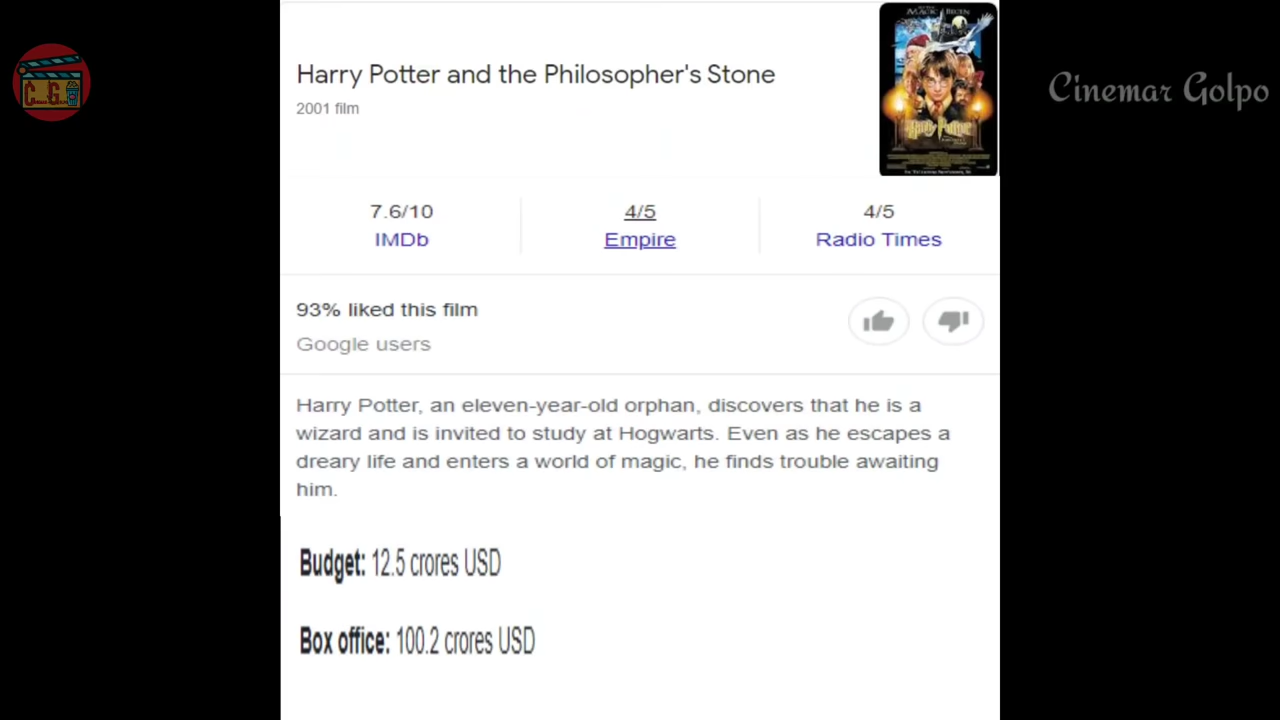 Harry Potter and the Philosopher's Stone
2001 film
Cinemar Golpo
7.6/10
IMDb
4/5
Empire
4/5
Radio Times
93% liked this film
Google users
Harry Potter, an eleven-year-old orphan, discovers that he is a
wizard and is invited to study at Hogwarts. Even as he escapes a
dreary life and enters a world of magic, he finds trouble awaiting
him.
Budget: 12.5 crores USD
Box office: 100.2 crores USD
C G
Harry Potter